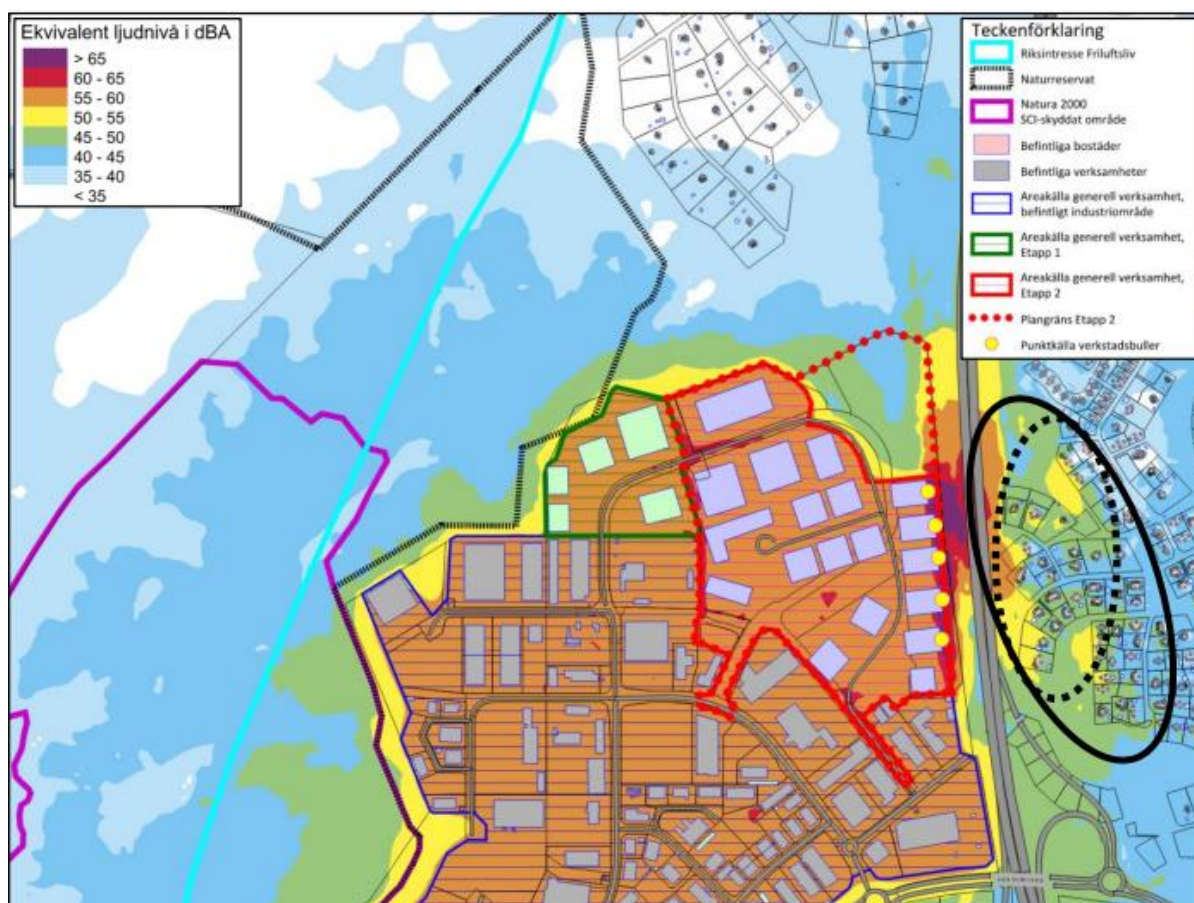 Ekvivalent ljudnivå i dBA
> 65
60 - 65
55 - 60
50 - 55
45 - 50
40 - 45
35 - 40
< 35
Teckenförklaring
Riksintresse Friluftsliv
Naturreservat
Natura 2000
SCI-skyddat område
Befintliga bostäder
Befintliga verksamheter
Areakälla generell verksamhet,
befintligt industriområde
Areakälla generell verksamhet,
Etapp 1
Areakälla generell verksamhet,
Etapp 2
Plangräns Etapp 2
Punktkälla verkstadsbuller